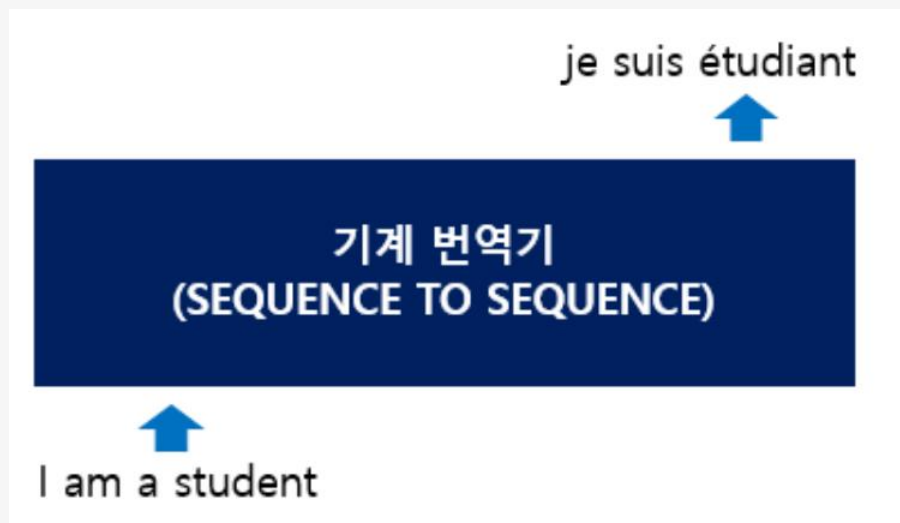 je suis étudiant
기계 번역기
(SEQUENCE TO SEQUENCE)
I am a student